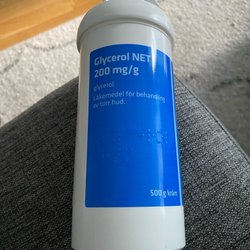 Glycerol NET
200 mg/g
glycerol
Läkemedel för behandling
av torr hud.
500 g kräm